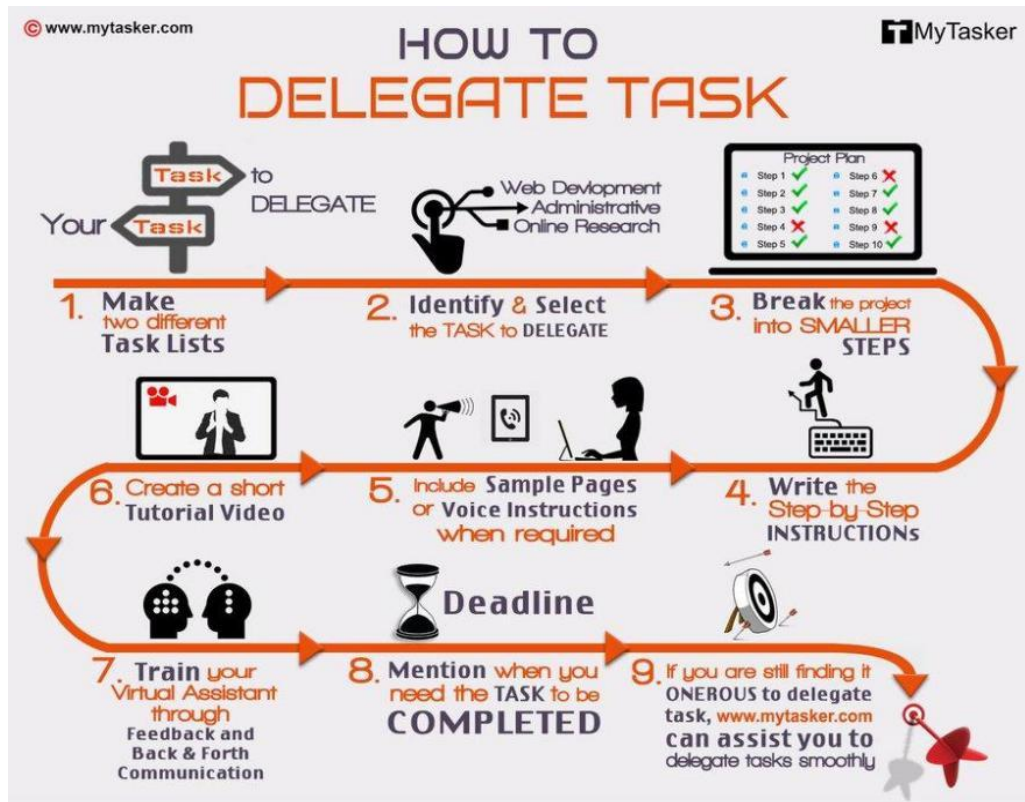 © www.mytasker.com
MyTasker
HOW TO
DELEGATE TASK
Task to
DELEGATE
Your Task
1. Make
two different
Task Lists
Web Devlopment
Administrative
Online Research
2. Identify & Select
the TASK to DELEGATE
Project Plan
Step 1
Step 2
Step 3
Step 4
Step 5
Step 6
Step 7
Step 8
Step 9
Step 10
3. Break the project
into SMALLER
STEPS
4. Write the
Step-by-Step
INSTRUCTIONs
5. Include Sample Pages
or Voice Instructions
when required
6. Create a short
Tutorial Video
7. Train your
Virtual Assistant
through
Feedback and
Back & Forth
Communication
Deadline
8. Mention when you
need the TASK to be
COMPLETED
9. If you are still finding it
ONEROUS to delegate
task, www.mytasker.com
can assist you to
delegate tasks smoothly